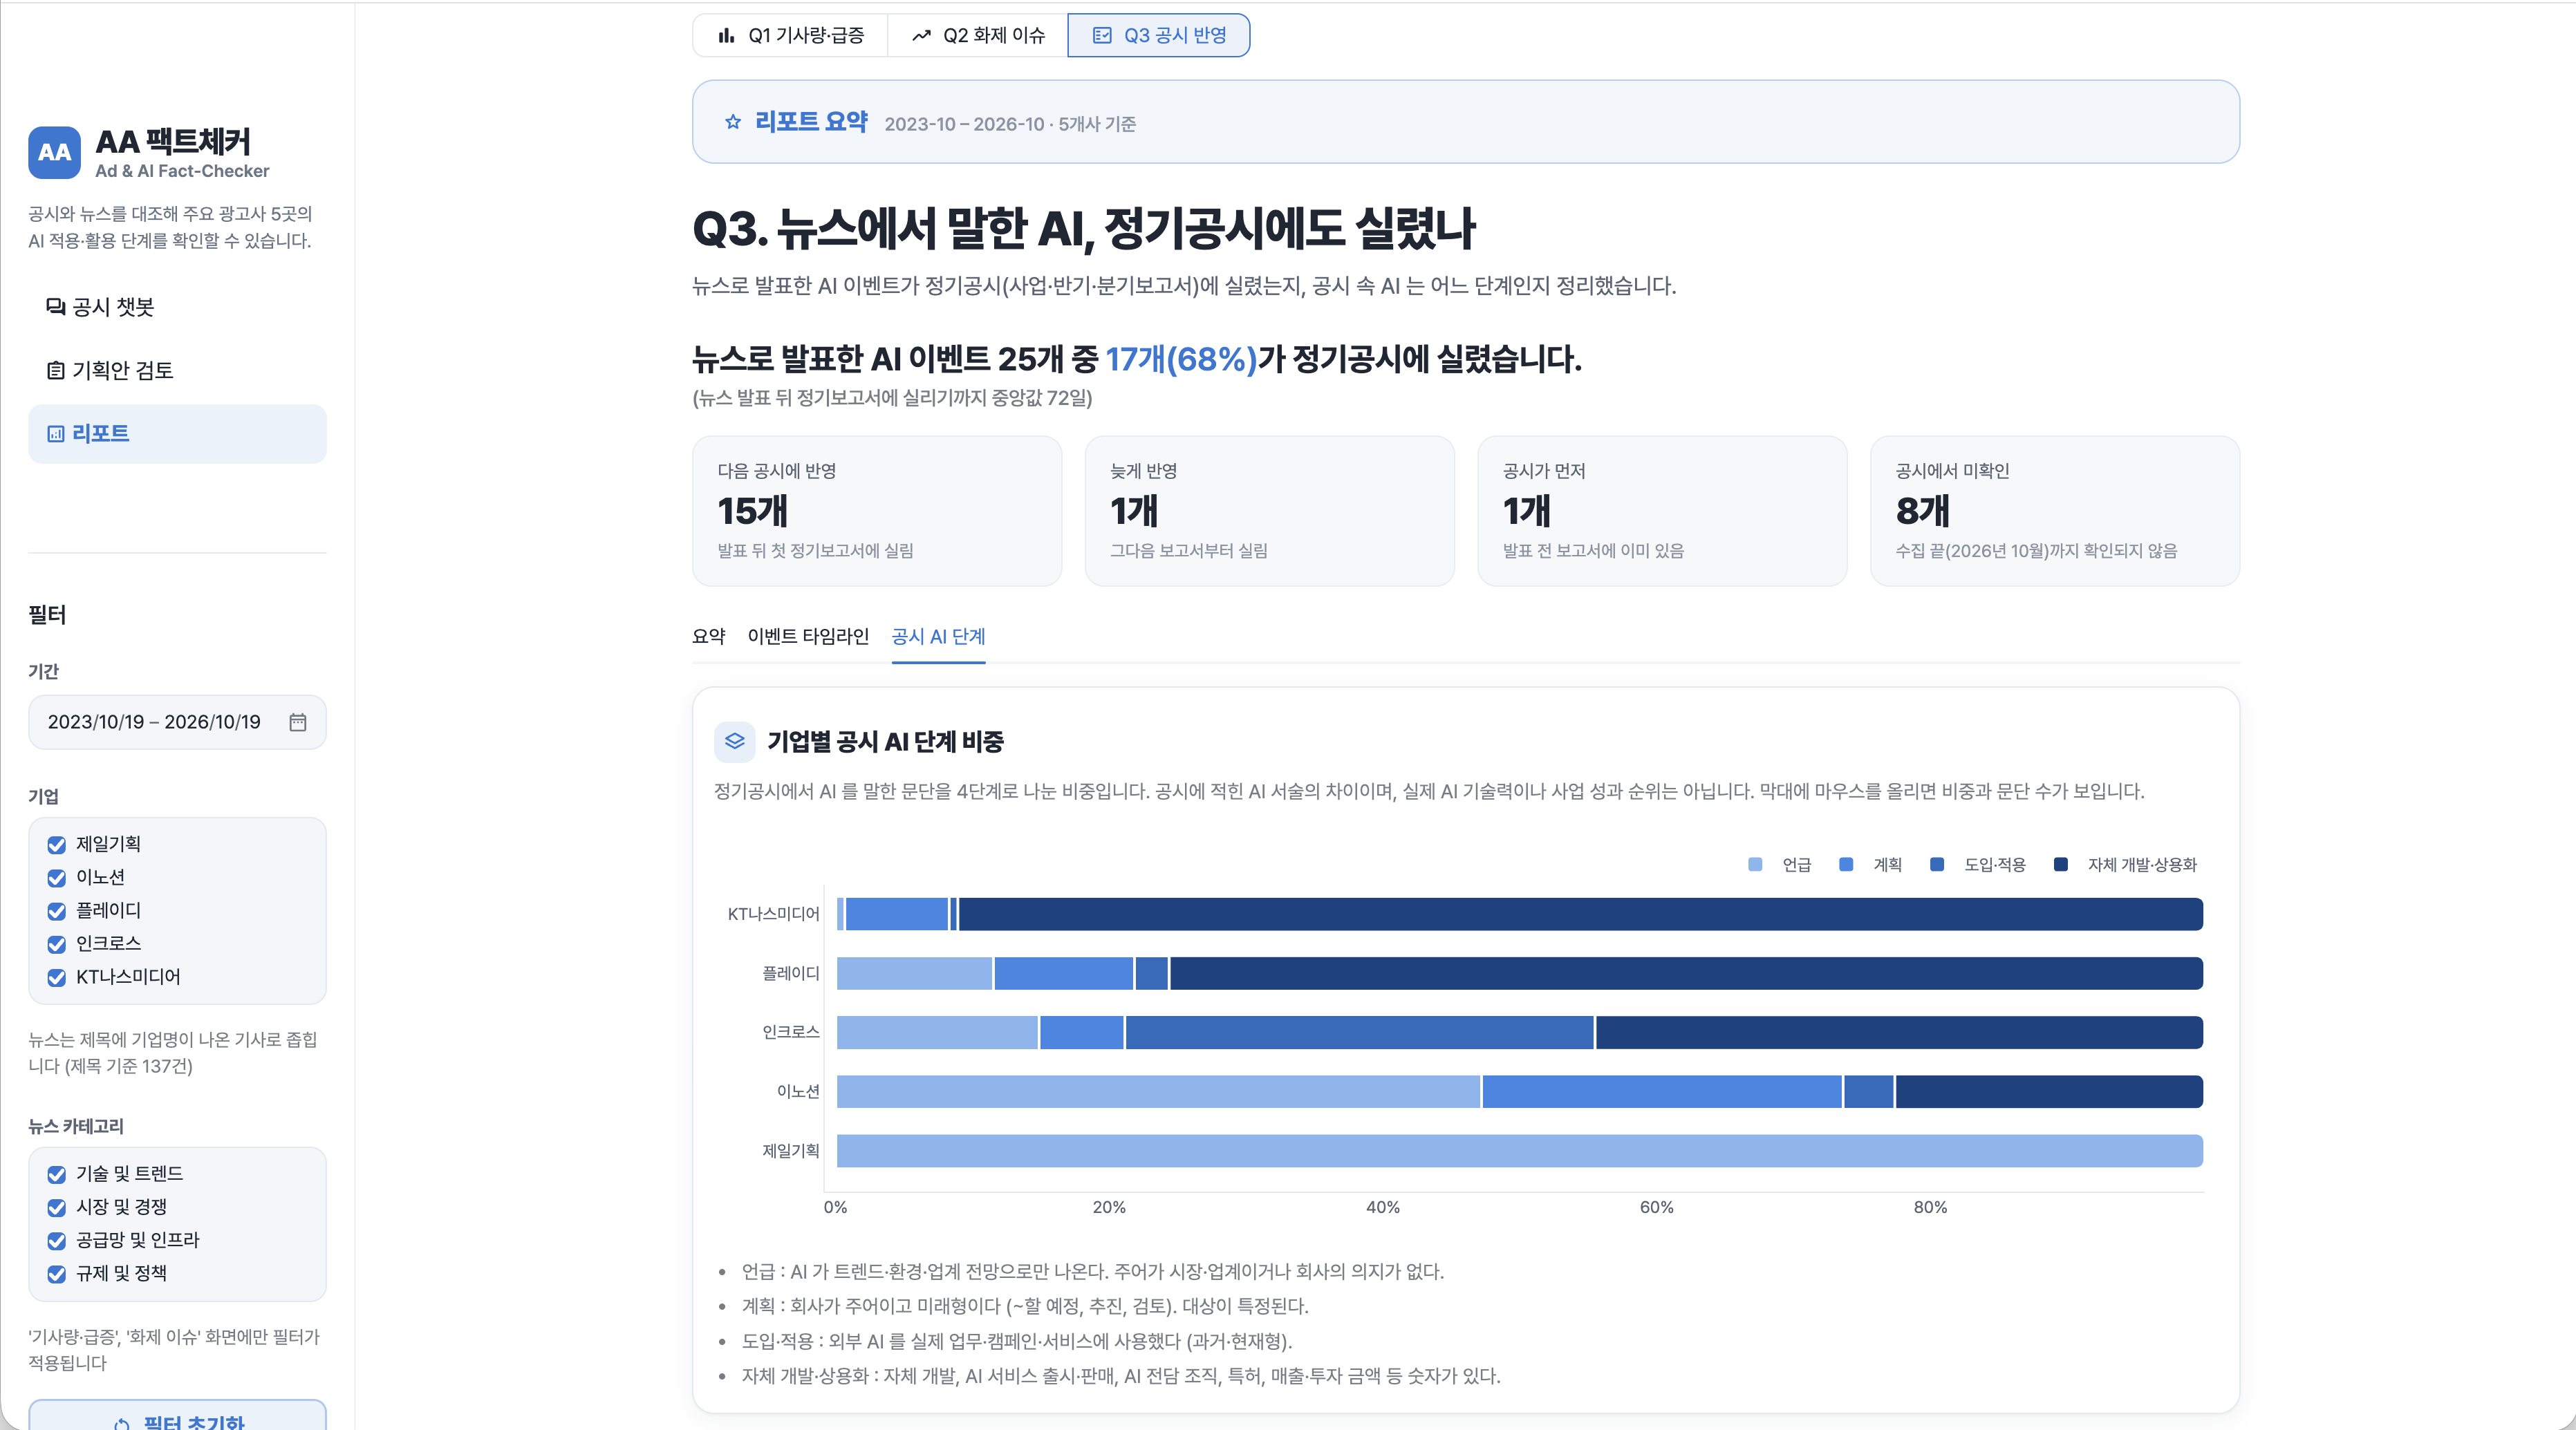 AA
AA 팩트체커
Ad & AI Fact-Checker
공시와 뉴스를 대조해 주요 광고사 5곳의
AI 적용·활용 단계를 확인할 수 있습니다.
공시 챗봇
기획안 검토
리포트
필터
기간
2023/10/19 – 2026/10/19
기업
제일기획
이노션
플레이디
인크로스
KT나스미디어
뉴스는 제목에 기업명이 나온 기사로 좁힙
니다 (제목 기준 137건)
뉴스 카테고리
기술 및 트렌드
시장 및 경쟁
공급망 및 인프라
규제 및 정책
'기사량·급증', '화제 이슈' 화면에만 필터가
적용됩니다
필터 초기화
Q1 기사량·급증
Q2 화제 이슈
Q3 공시 반영
리포트 요약 2023-10 – 2026-10 · 5개사 기준
Q3. 뉴스에서 말한 AI, 정기공시에도 실렸나
뉴스로 발표한 AI 이벤트가 정기공시(사업·반기·분기보고서)에 실렸는지, 공시 속 AI 는 어느 단계인지 정리했습니다.
뉴스로 발표한 AI 이벤트 25개 중 17개(68%)가 정기공시에 실렸습니다.
(뉴스 발표 뒤 정기보고서에 실리기까지 중앙값 72일)
다음 공시에 반영
15개
발표 뒤 첫 정기보고서에 실림
늦게 반영
1개
그다음 보고서부터 실림
공시가 먼저
1개
발표 전 보고서에 이미 있음
공시에서 미확인
8개
수집 끝(2026년 10월)까지 확인되지 않음
요약
이벤트 타임라인
공시 AI 단계
기업별 공시 AI 단계 비중
정기공시에서 AI 를 말한 문단을 4단계로 나눈 비중입니다. 공시에 적힌 AI 서술의 차이이며, 실제 AI 기술력이나 사업 성과 순위는 아닙니다. 막대에 마우스를 올리면 비중과 문단 수가 보입니다.
언급
계획
도입·적용
자체 개발·상용화
KT나스미디어
플레이디
인크로스
이노션
제일기획
0%
20%
40%
60%
80%
• 언급 : AI 가 트렌드·환경·업계 전망으로만 나온다. 주어가 시장·업계이거나 회사의 의지가 없다.
• 계획 : 회사가 주어이고 미래형이다 (~할 예정, 추진, 검토). 대상이 특정된다.
• 도입·적용 : 외부 AI 를 실제 업무·캠페인·서비스에 사용했다 (과거·현재형).
• 자체 개발·상용화 : 자체 개발, AI 서비스 출시·판매, AI 전담 조직, 특허, 매출·투자 금액 등 숫자가 있다.